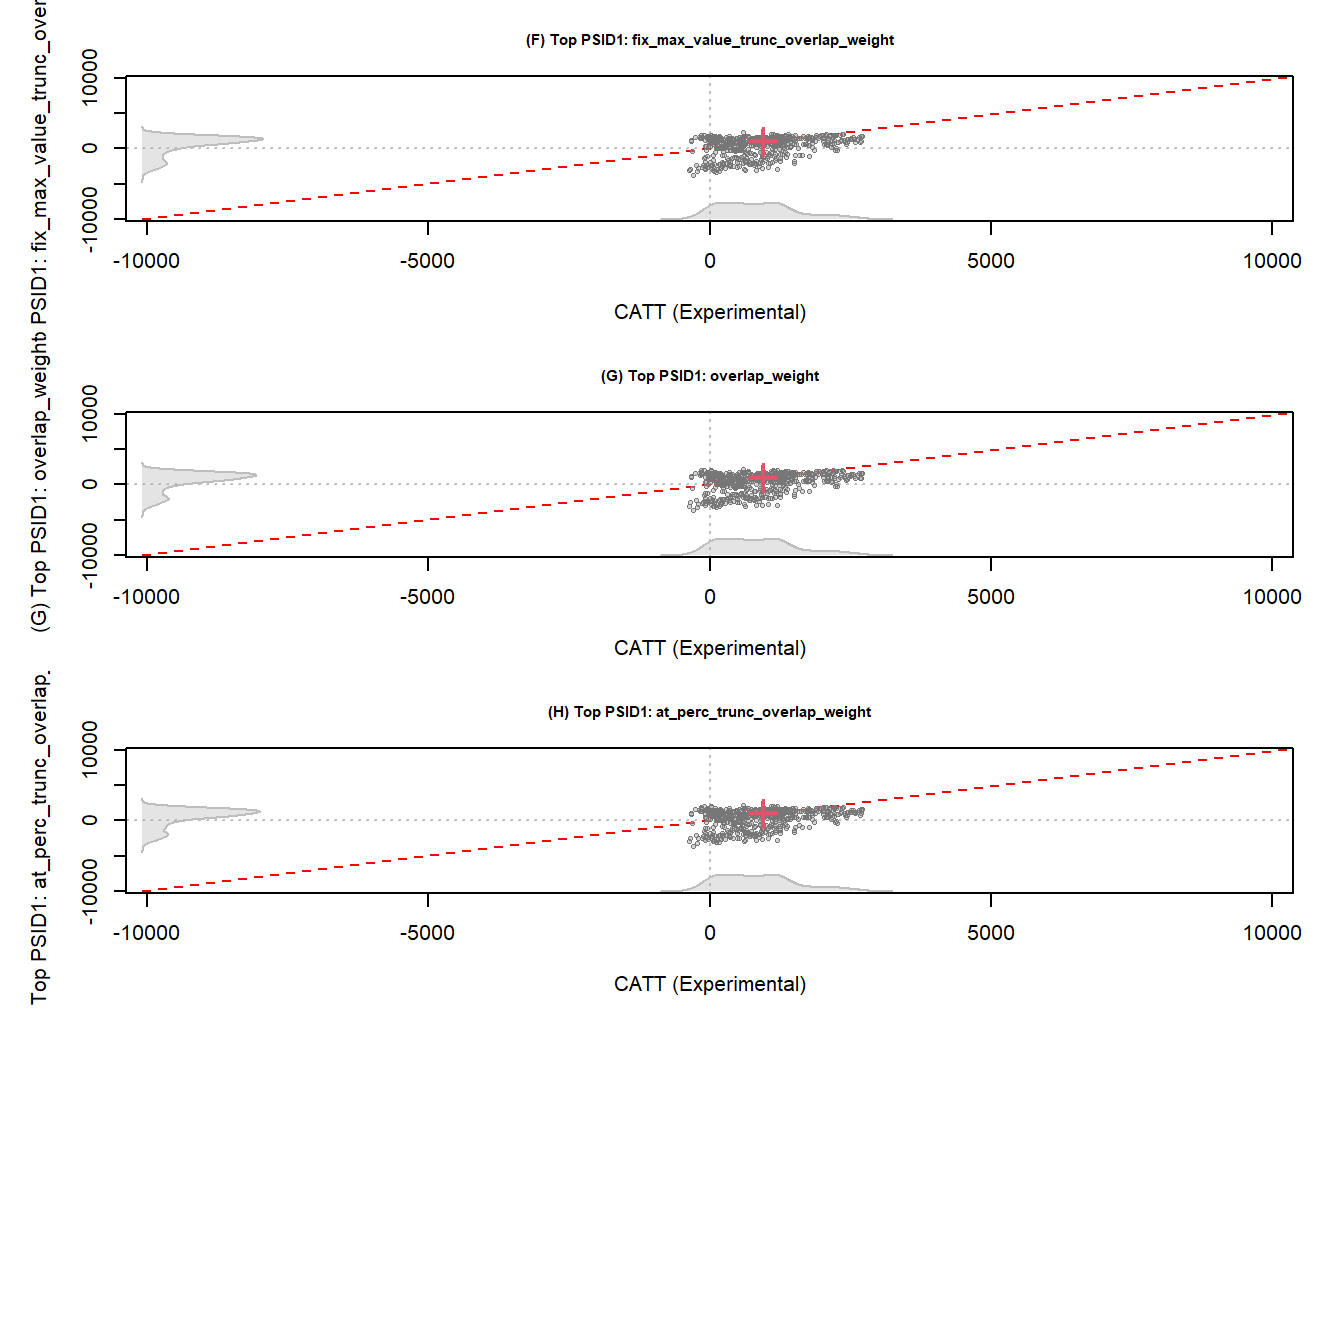 (F) Top PSID1: fix_max_value_trunc_overlap_weight
PSID1: fix_max_value_trunc_over
10000
0
-10000
-10000 -5000 0 5000 10000
CATT (Experimental)
(G) Top PSID1: overlap_weight
(G) Top PSID1: overlap_weight
10000
0
-10000
-10000 -5000 0 5000 10000
CATT (Experimental)
(H) Top PSID1: at_perc_trunc_overlap_weight
Top PSID1: at_perc_trunc_overlap_
10000
0
-10000
-10000 -5000 0 5000 10000
CATT (Experimental)